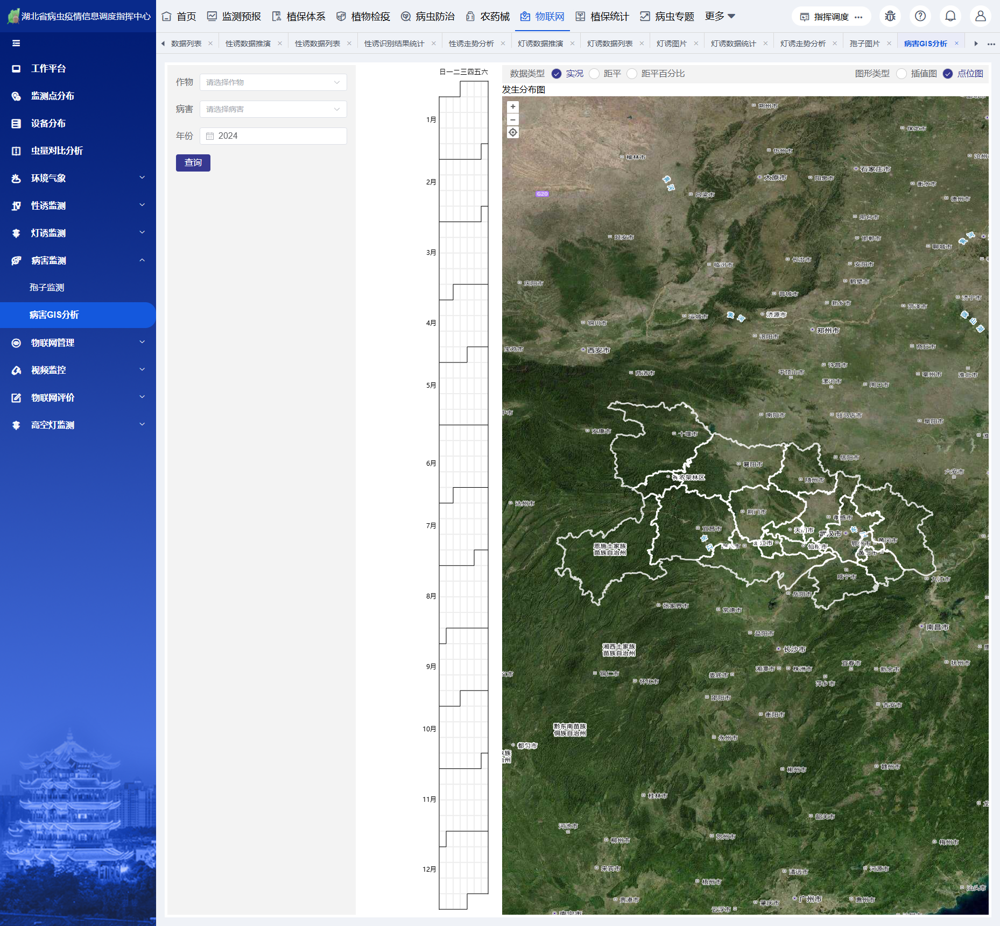 湖北省病虫疫情信息调度指挥中心
首页 监测预报 植保体系 植物检疫 病虫防治 农药械 物联网 植保统计 病虫专题 更多
指挥调度 …
数据列表 × 性诱数据推演 × 性诱数据列表 × 性诱识别结果统计 × 性诱走势分析 × 灯诱数据推演 × 灯诱数据列表 × 灯诱图片 × 灯诱数据统计 × 灯诱走势分析 × 孢子图片 × 病害GIS分析 ×
工作平台
监测点分布
设备分布
虫量对比分析
环境气象
性诱监测
灯诱监测
病害监测
孢子监测
病害GIS分析
物联网管理
视频监控
物联网评价
高空灯监测
作物 请选择作物
病害 请选择病害
年份 2024
查询
日一二三四五六
1月
2月
3月
4月
5月
6月
7月
8月
9月
10月
11月
12月
数据类型 实况 距平 距平百分比
图形类型 插值图 点位图
发生分布图
+
−
朔州市
保定市
忻州市
榆林市
沧州
石家庄市
太原市
阳泉市
黄河
衡水市
G20
吕梁市
德州市
邢台市
延安市
邯郸市
黄河
聊城市
长治市
临汾市
安阳市
庆阳市
鹤壁市
晋城市
济宁市
新乡市
菏泽市
运城市
黄河
济源市
微山湖
铜川市
郑州市
洛阳市
商丘市
宝鸡市
西安市
许昌市
商洛市
平顶山市
亳州市
淮北市
漯河市
周口市
中市
南阳市
驻马店市
阜阳市
安康市
十堰市
淮
信阳市
襄阳市
六安市
神农架林区
随州市
达州市
荆门市
孝感市
宜昌市
天门市
武汉市
长江
长江
黄冈市
恩施土家族
苗族自治州
潜江市
仙桃市
鄂州市
黄石市
咸宁市
九江市
岳阳市
张家界市
常德市
南昌市
益阳市
湘西土家族
苗族自治州
长沙市
宜春市
抚州市
湘潭市
株洲市
新余市
义市
铜仁市
娄底市
怀化市
萍乡市
邵阳市
吉安市
衡阳市
黔东南苗族
侗族自治州
永州市
都匀市
族
州
赣州市
郴州市
桂林市
龙
韶关市
河池市
贺州市
柳州市
梅州市
来宾市
清远市
河源市
梧州市
汕头市
贵港市
肇庆市
广州市
惠州市
云浮市
南宁市